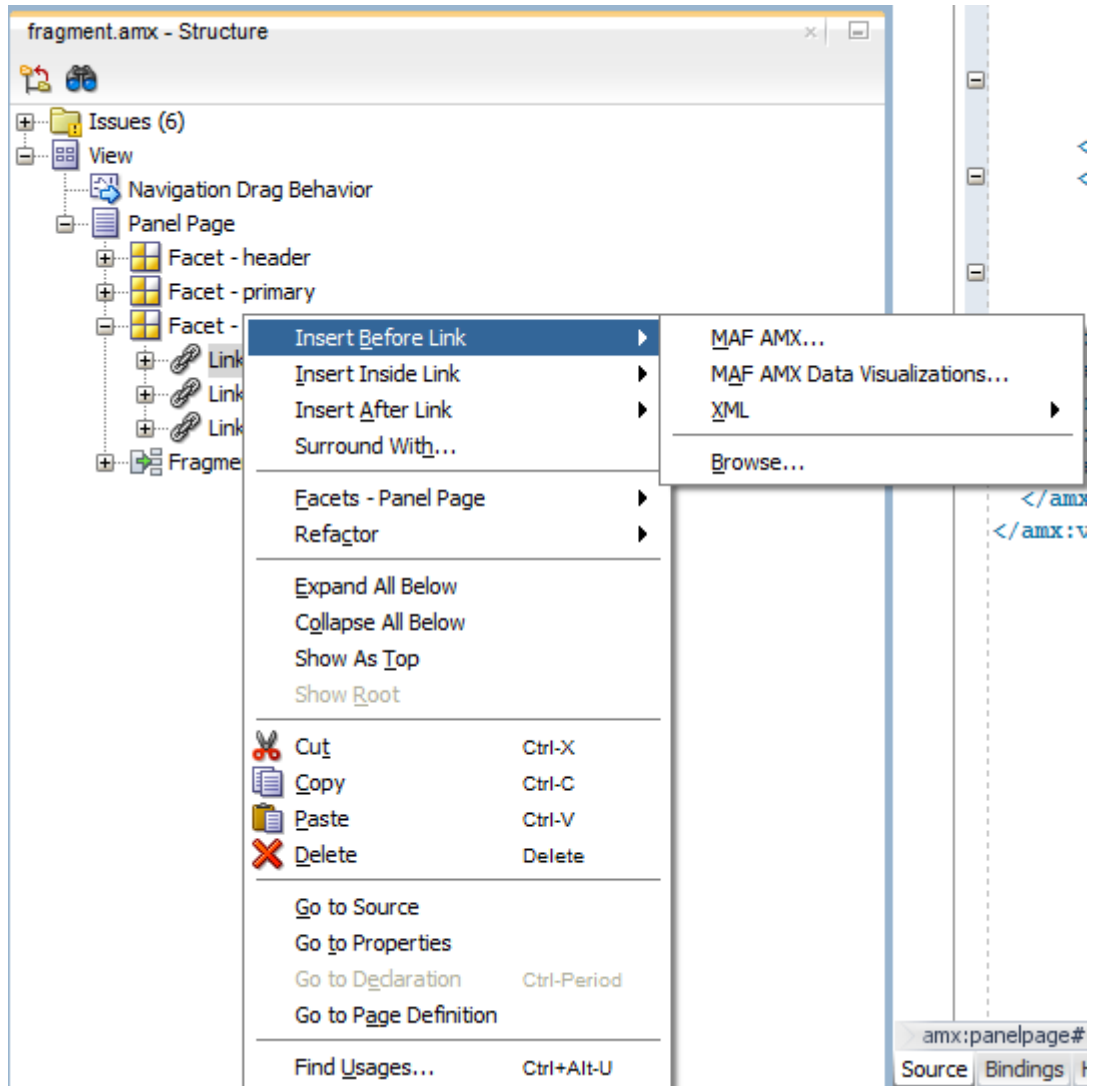 fragment.amx - Structure
Issues (6)
View
Navigation Drag Behavior
Panel Page
Facet - header
Facet - primary
Facet -
Link
Link
Link
Insert Before Link
Insert Inside Link
Insert After Link
Surround With...
Facets - Panel Page
Refactor
Expand All Below
Collapse All Below
Show As Top
Show Root
Cut Ctrl-X
Copy Ctrl-C
Paste Ctrl-V
Delete Delete
Go to Source
Go to Properties
Go to Declaration Ctrl-Period
Go to Page Definition
Find Usages... Ctrl+Alt-U
MAF AMX...
MAF AMX Data Visualizations...
XML
Browse...
<
<
</amx
</amx:v
amx:panelpage#
Source Bindings